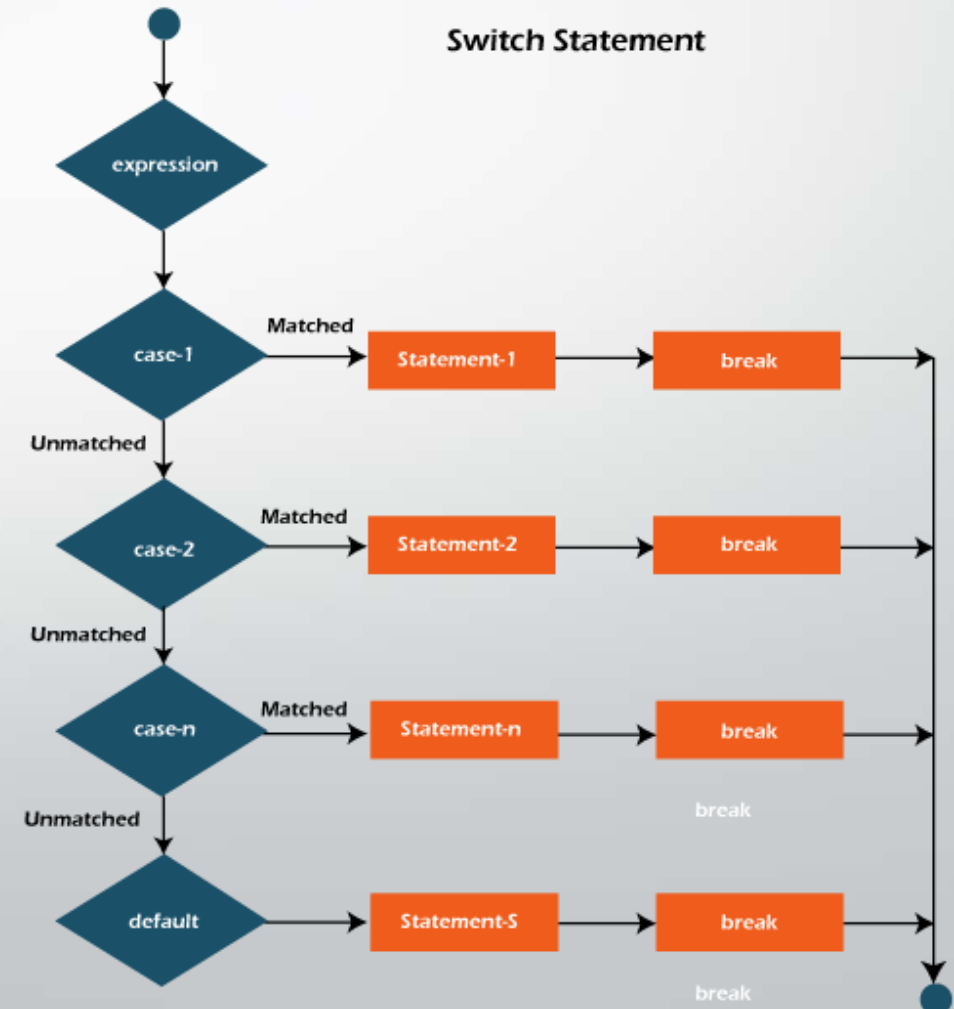 Switch Statement
expression
Matched
case-1
Statement-1
break
Unmatched
Matched
case-2
Statement-2
break
Unmatched
Matched
case-n
Statement-n
break
break
Unmatched
default
Statement-S
break
break